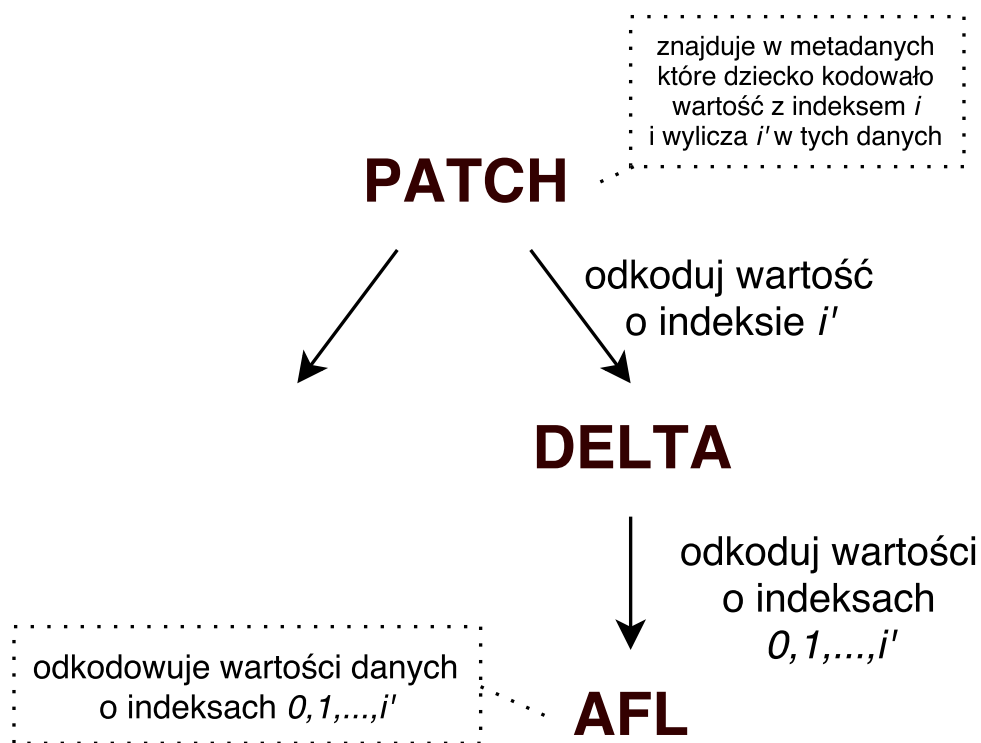 znajduje w metadanych
które dziecko kodowało
wartość z indeksem i
i wylicza i' w tych danych
PATCH
odkoduj wartość
o indeksie i'
DELTA
odkoduj wartości
o indeksach
0,1,...,i'
odkodowuje wartości danych
o indeksach 0,1,...,i'
AFL